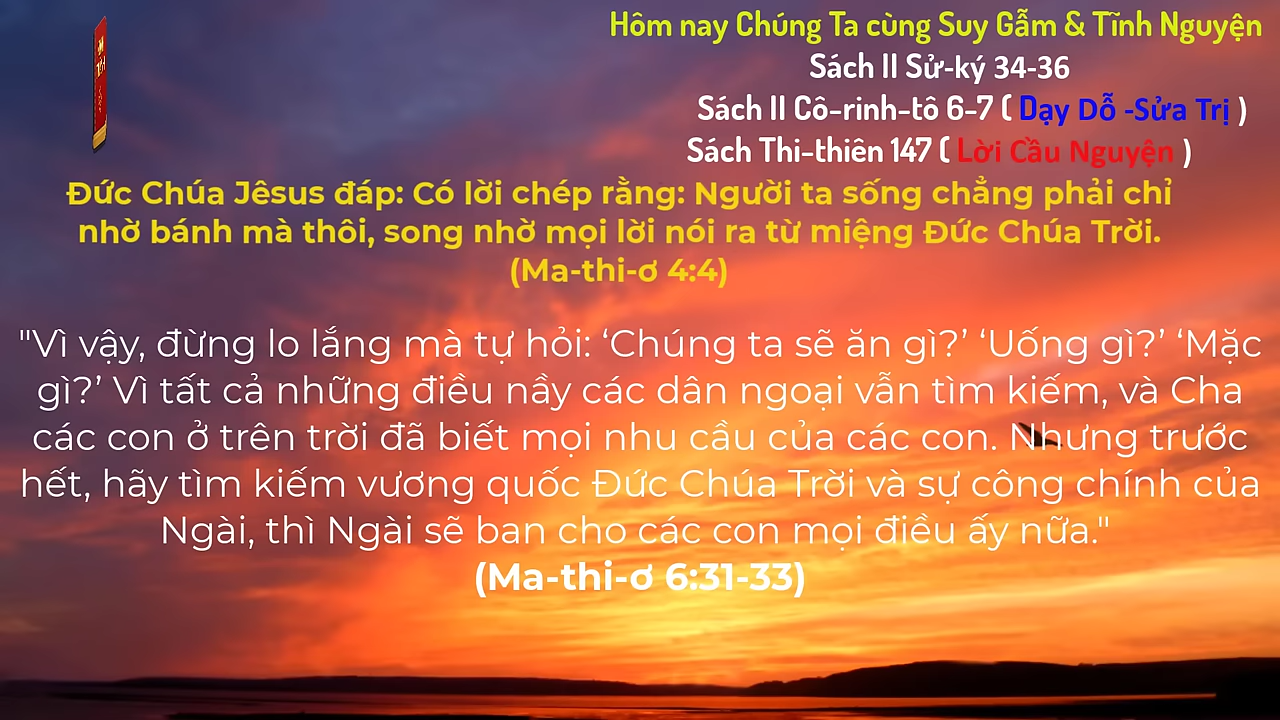 Hôm nay Chúng Ta cùng Suy Gẫm & Tĩnh Nguyện
Sách II Sử-ký 34-36
Sách II Cô-rinh-tô 6-7 ( Dạy Dỗ -Sửa Trị )
Sách Thi-thiên 147 ( Lời Cầu Nguyện )
Đức Chúa Jêsus đáp: Có lời chép rằng: Người ta sống chẳng phải chỉ
nhờ bánh mà thôi, song nhờ mọi lời nói ra từ miệng Đức Chúa Trời.
(Ma-thi-ơ 4:4)
"Vì vậy, đừng lo lắng mà tự hỏi: ‘Chúng ta sẽ ăn gì?’ ‘Uống gì?’ ‘Mặc
gì?’ Vì tất cả những điều nầy các dân ngoại vẫn tìm kiếm, và Cha
các con ở trên trời đã biết mọi nhu cầu của các con. Nhưng trước
hết, hãy tìm kiếm vương quốc Đức Chúa Trời và sự công chính của
Ngài, thì Ngài sẽ ban cho các con mọi điều ấy nữa."
(Ma-thi-ơ 6:31-33)